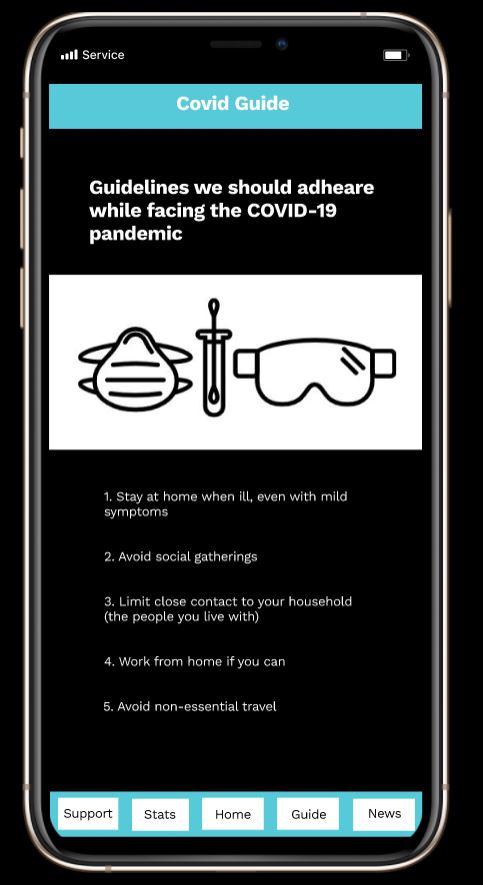 Service
Covid Guide
Guidelines we should adheare
while facing the COVID-19
pandemic
1. Stay at home when ill, even with mild
symptoms
2. Avoid social gatherings
3. Limit close contact to your household
(the people you live with)
4. Work from home if you can
5. Avoid non-essential travel
Support Stats Home Guide News